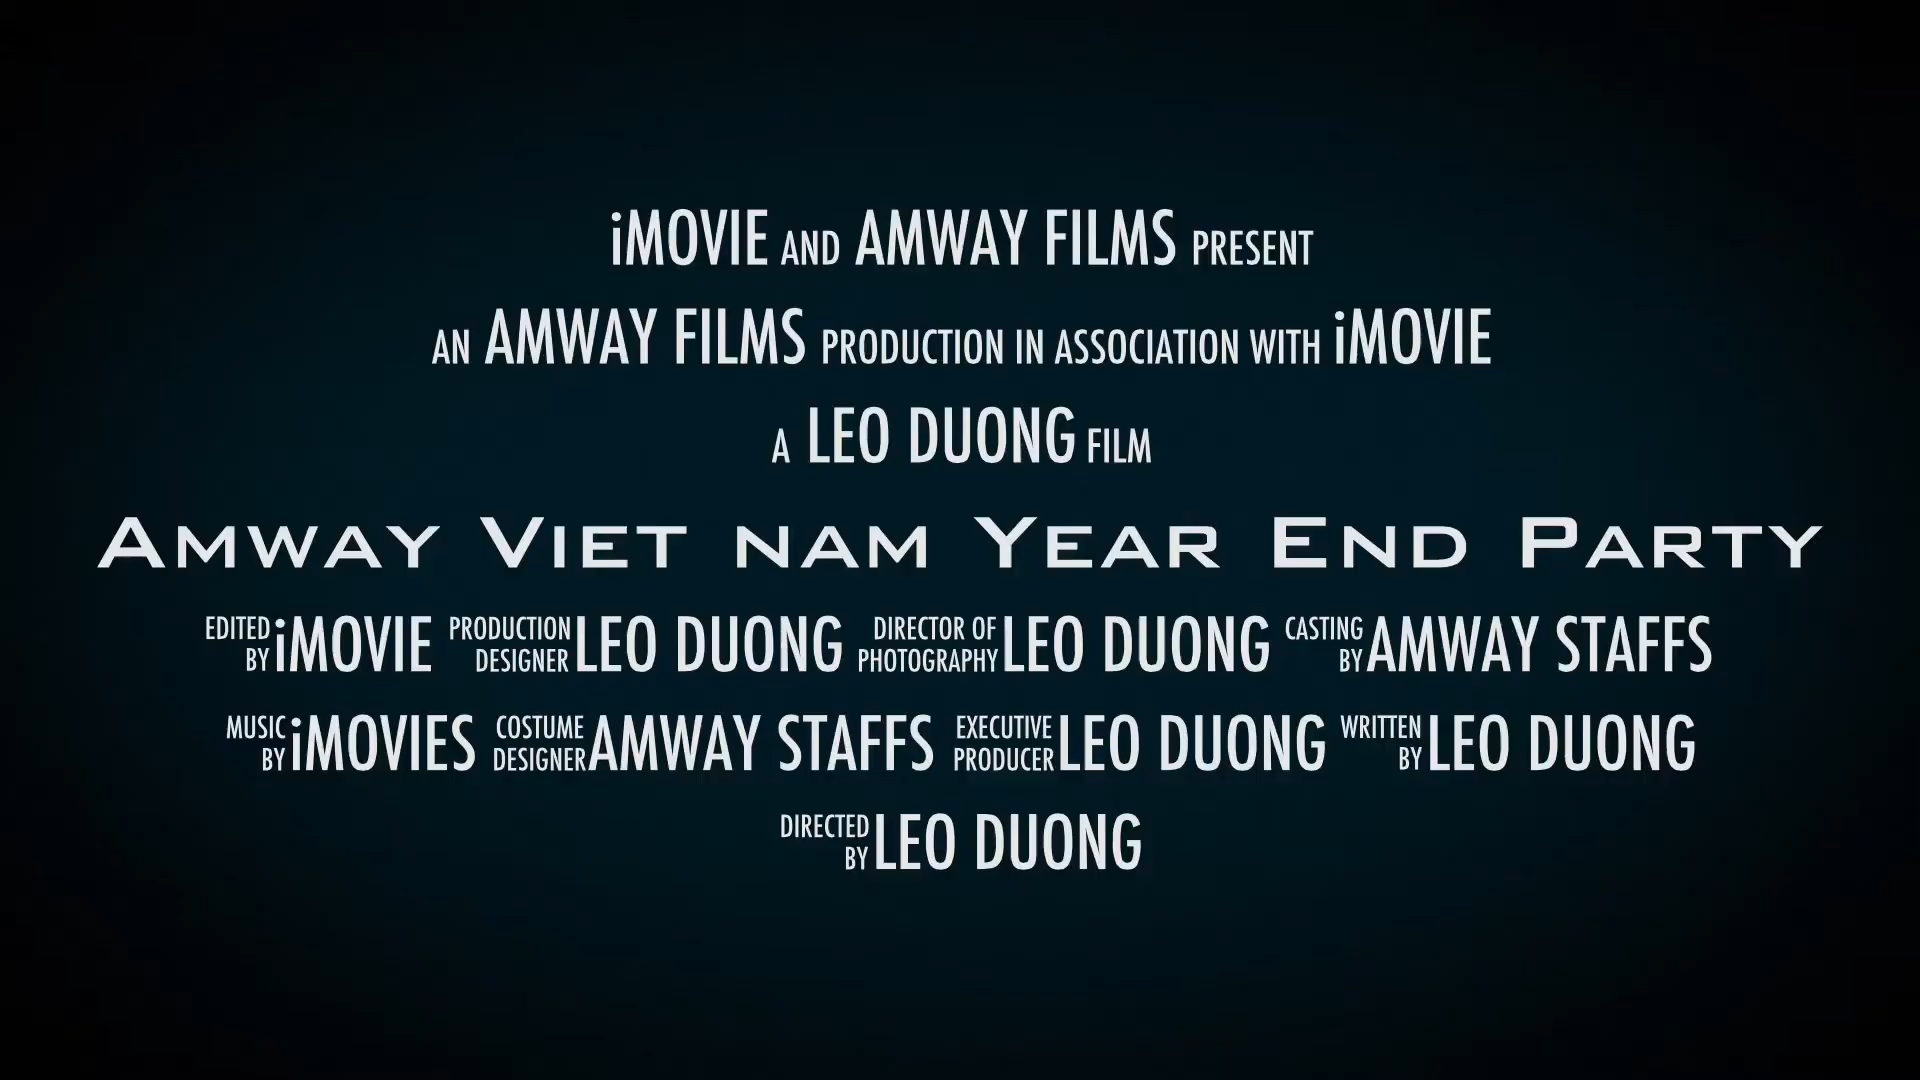 iMOVIE AND AMWAY FILMS PRESENT
AN AMWAY FILMS PRODUCTION IN ASSOCIATION WITH iMOVIE
A LEO DUONG FILM
AMWAY VIET NAM YEAR END PARTY
EDITED BY iMOVIE PRODUCTION DESIGNER LEO DUONG DIRECTOR OF PHOTOGRAPHY LEO DUONG CASTING BY AMWAY STAFFS
MUSIC BY iMOVIES COSTUME DESIGNER AMWAY STAFFS EXECUTIVE PRODUCER LEO DUONG WRITTEN BY LEO DUONG
DIRECTED BY LEO DUONG